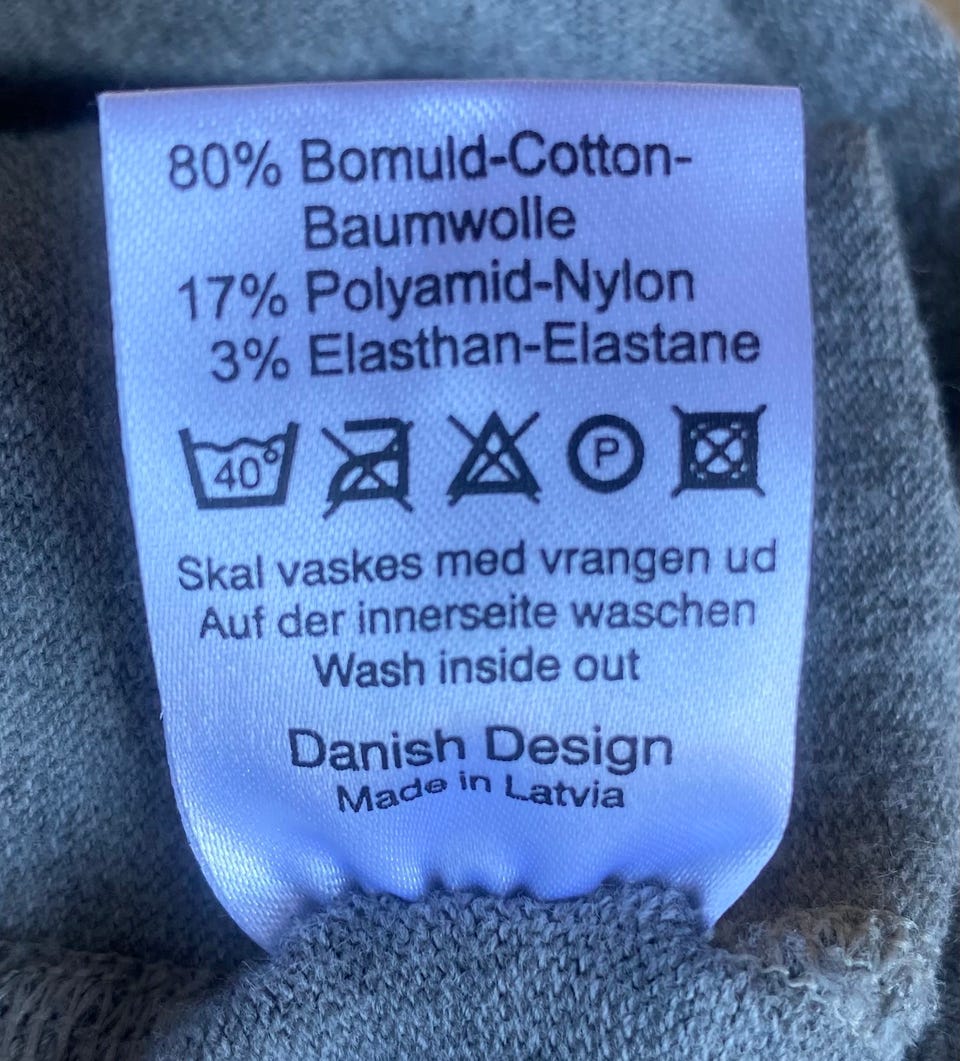 80% Bomuld-Cotton-
Baumwolle
17% Polyamid-Nylon
3% Elasthan-Elastane
40° P
Skal vaskes med vrangen ud
Auf der innerseite waschen
Wash inside out
Danish Design
Made in Latvia